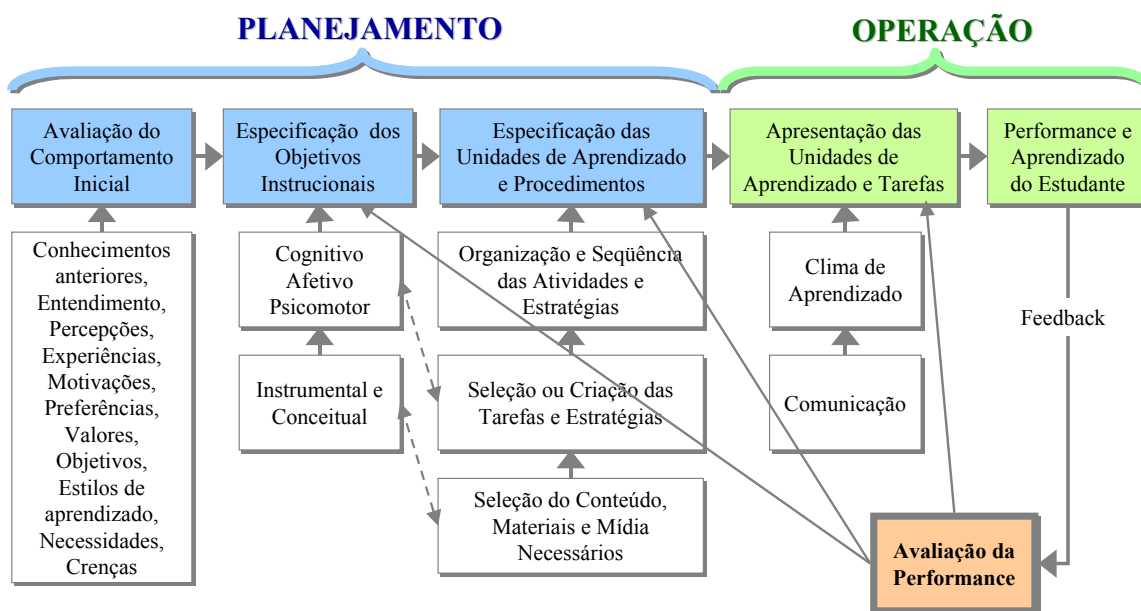 PLANEJAMENTO
OPERAÇÃO
Avaliação do
Comportamento
Inicial
Especificação dos
Objetivos
Instrucionais
Especificação das
Unidades de Aprendizado
e Procedimentos
Apresentação das
Unidades de
Aprendizado e Tarefas
Performance e
Aprendizado
do Estudante
Conhecimentos
anteriores,
Entendimento,
Percepções,
Experiências,
Motivações,
Preferências,
Valores,
Objetivos,
Estilos de
aprendizado,
Necessidades,
Crenças
Cognitivo
Afetivo
Psicomotor
Instrumental e
Conceitual
Organização e Seqüência
das Atividades e
Estratégias
Seleção ou Criação das
Tarefas e Estratégias
Seleção do Conteúdo,
Materiais e Mídia
Necessários
Clima de
Aprendizado
Comunicação
Feedback
Avaliação da
Performance